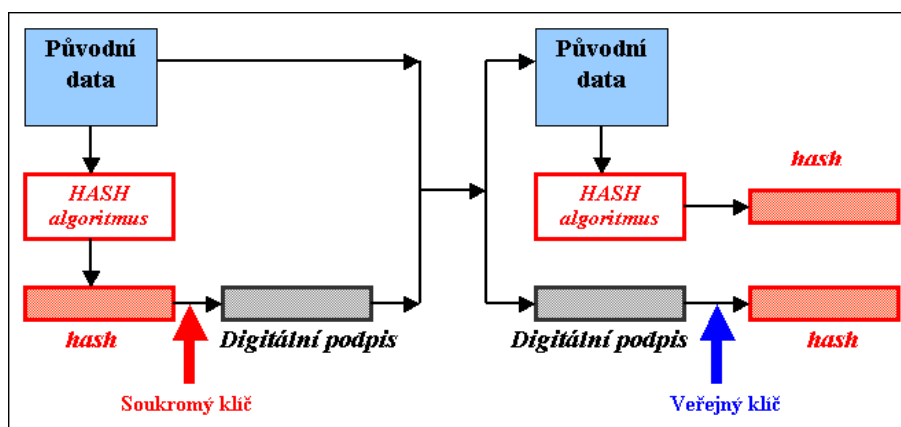 Původní
data
HASH
algoritmus
hash
Digitální podpis
Soukromý klíč
Původní
data
HASH
algoritmus
hash
Digitální podpis
hash
Veřejný klíč